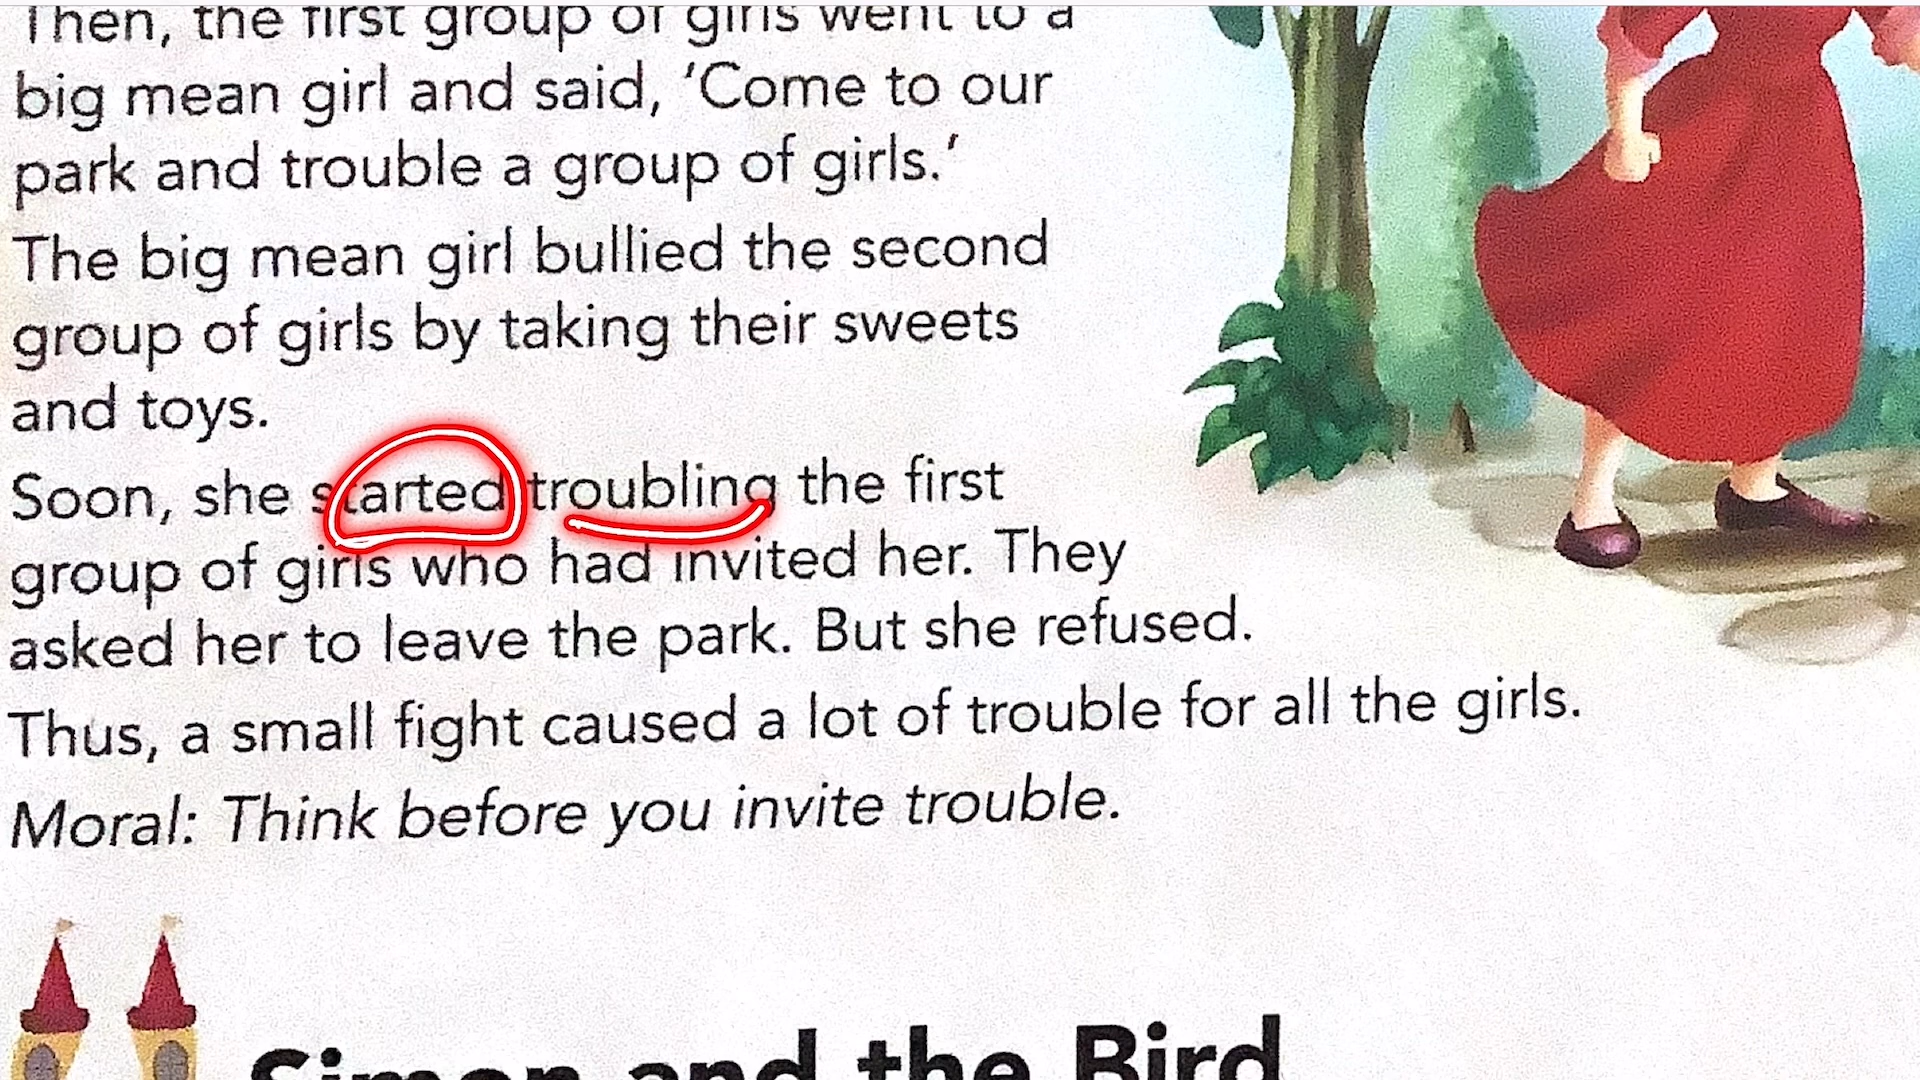 Then, the first group of girls went to a
big mean girl and said, ‘Come to our
park and trouble a group of girls.’
The big mean girl bullied the second
group of girls by taking their sweets
and toys.
Soon, she started troubling the first
group of girls who had invited her. They
asked her to leave the park. But she refused.
Thus, a small fight caused a lot of trouble for all the girls.
Moral: Think before you invite trouble.
Simon and the Bird